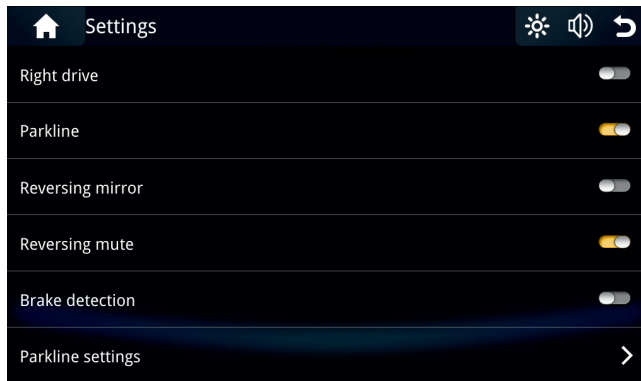 Settings
Right drive
Parkline
Reversing mirror
Reversing mute
Brake detection
Parkline settings